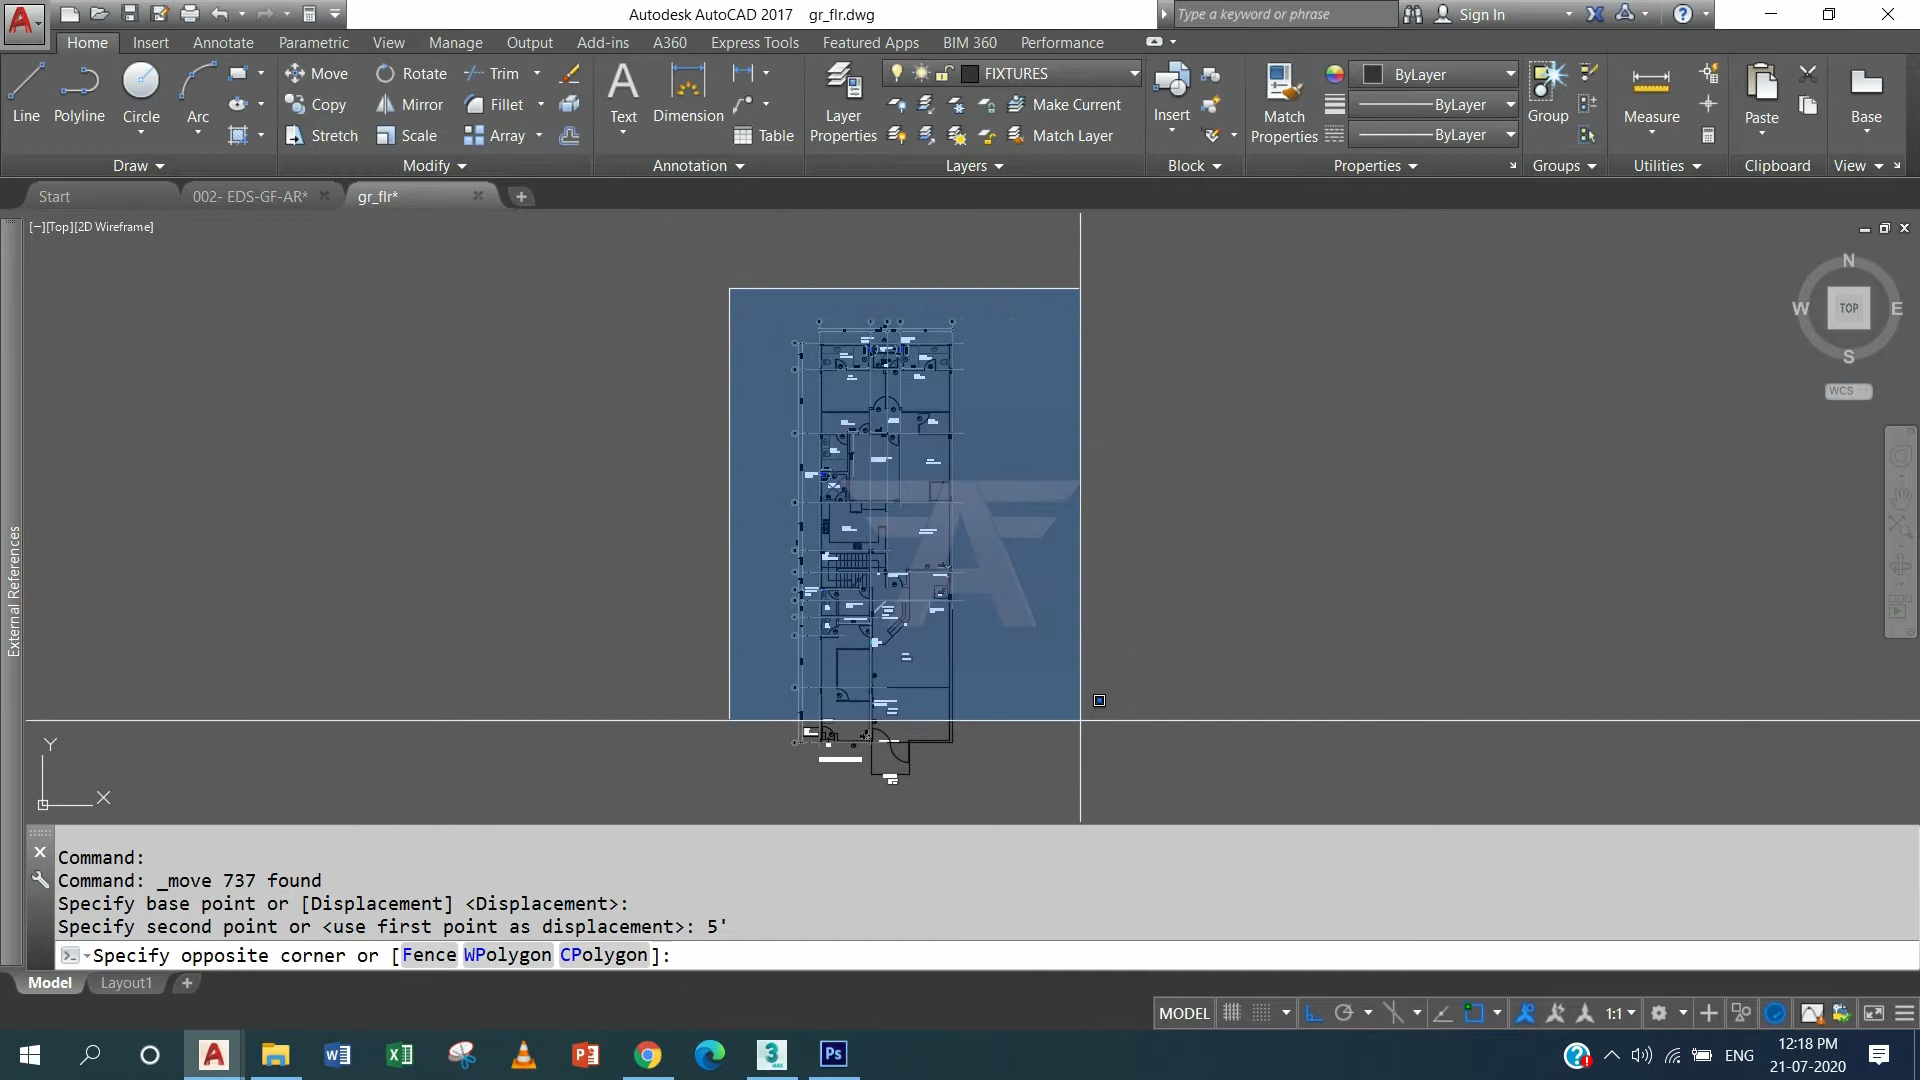 Autodesk AutoCAD 2017 gr_flr.dwg
Type a keyword or phrase
Sign In
Home Insert Annotate Parametric View Manage Output Add-ins A360 Express Tools Featured Apps BIM 360 Performance
Line
Polyline
Circle
Arc
Move
Rotate
Trim
Copy
Mirror
Fillet
Stretch
Scale
Array
Text
Dimension
Table
Layer
Properties
FIXTURES
Make Current
Match Layer
Insert
Match
Properties
ByLayer
ByLayer
ByLayer
Group
Measure
Paste
Base
Draw Modify Annotation Layers Block Properties Groups Utilities Clipboard View
Start 002- EDS-GF-AR* gr_flr*
[−][Top][2D Wireframe]
N
W TOP E
S
WCS
External References
Y
X
Command:
Command: _move 737 found
Specify base point or [Displacement] <Displacement>:
Specify second point or <use first point as displacement>: 5'
Specify opposite corner or [Fence WPolygon CPolygon]:
Model Layout1
MODEL 1:1
ENG
12:18 PM
21-07-2020